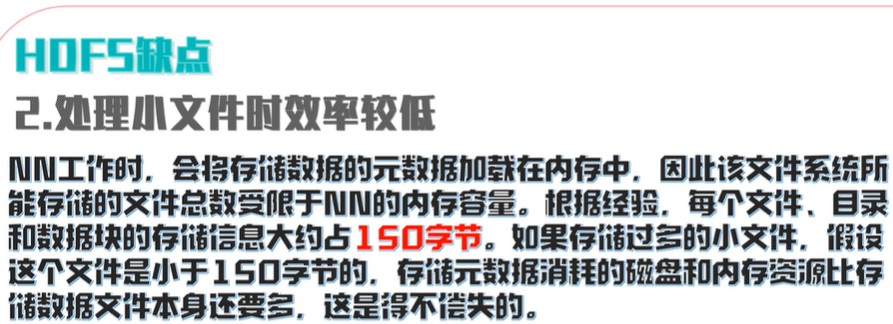 HDFS缺点
2.处理小文件时效率较低
NN工作时，会将存储数据的元数据加载在内存中，因此该文件系统所
能存储的文件总数受限于NN的内存容量。根据经验，每个文件、目录
和数据块的存储信息大约占150字节。如果存储过多的小文件，假设
这个文件是小于150字节的，存储元数据消耗的磁盘和内存资源比存
储数据文件本身还要多，这是得不偿失的。